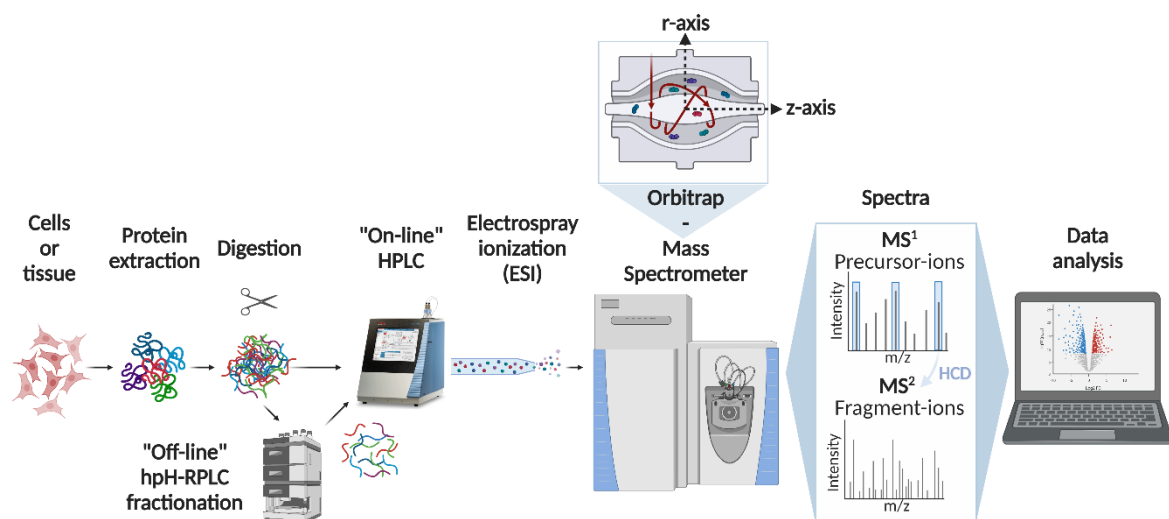 r-axis
z-axis
Orbitrap
-
Mass
Spectrometer
Cells
or
tissue
Protein
extraction
Digestion
"On-line"
HPLC
Electrospray
ionization
(ESI)
Spectra
MS¹
Precursor-ions
Intensity
m/z
HCD
MS²
Fragment-ions
Intensity
m/z
Data
analysis
"Off-line"
hpH-RPLC
fractionation